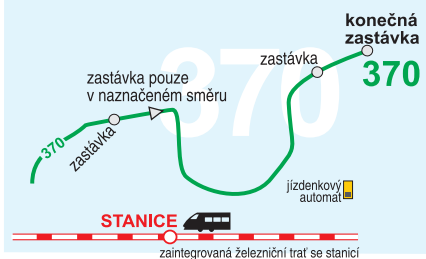 konečná
zastávka
370
zastávka
370
zastávka pouze
v naznačeném směru
zastávka
370
jízdenkový
automat
STANICE
zaintegrovaná železniční trať se stanicí